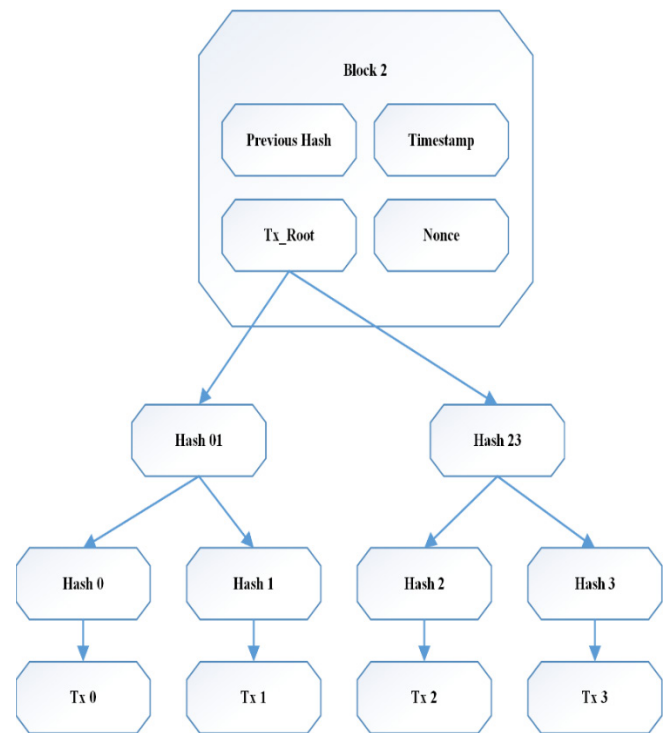 Block 2
Previous Hash
Timestamp
Tx_Root
Nonce
Hash 01
Hash 23
Hash 0
Hash 1
Hash 2
Hash 3
Tx 0
Tx 1
Tx 2
Tx 3